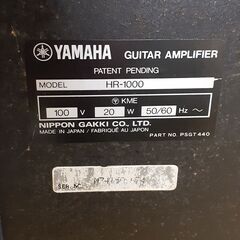 YAMAHA GUITAR AMPLIFIER
PATENT PENDING
MODEL HR-1000
KME
100 V 20 W 50/60 Hz ~
NIPPON GAKKI CO., LTD.
MADE IN JAPAN / FABRIQUÉ AU JAPON
PART NO. PSGT440